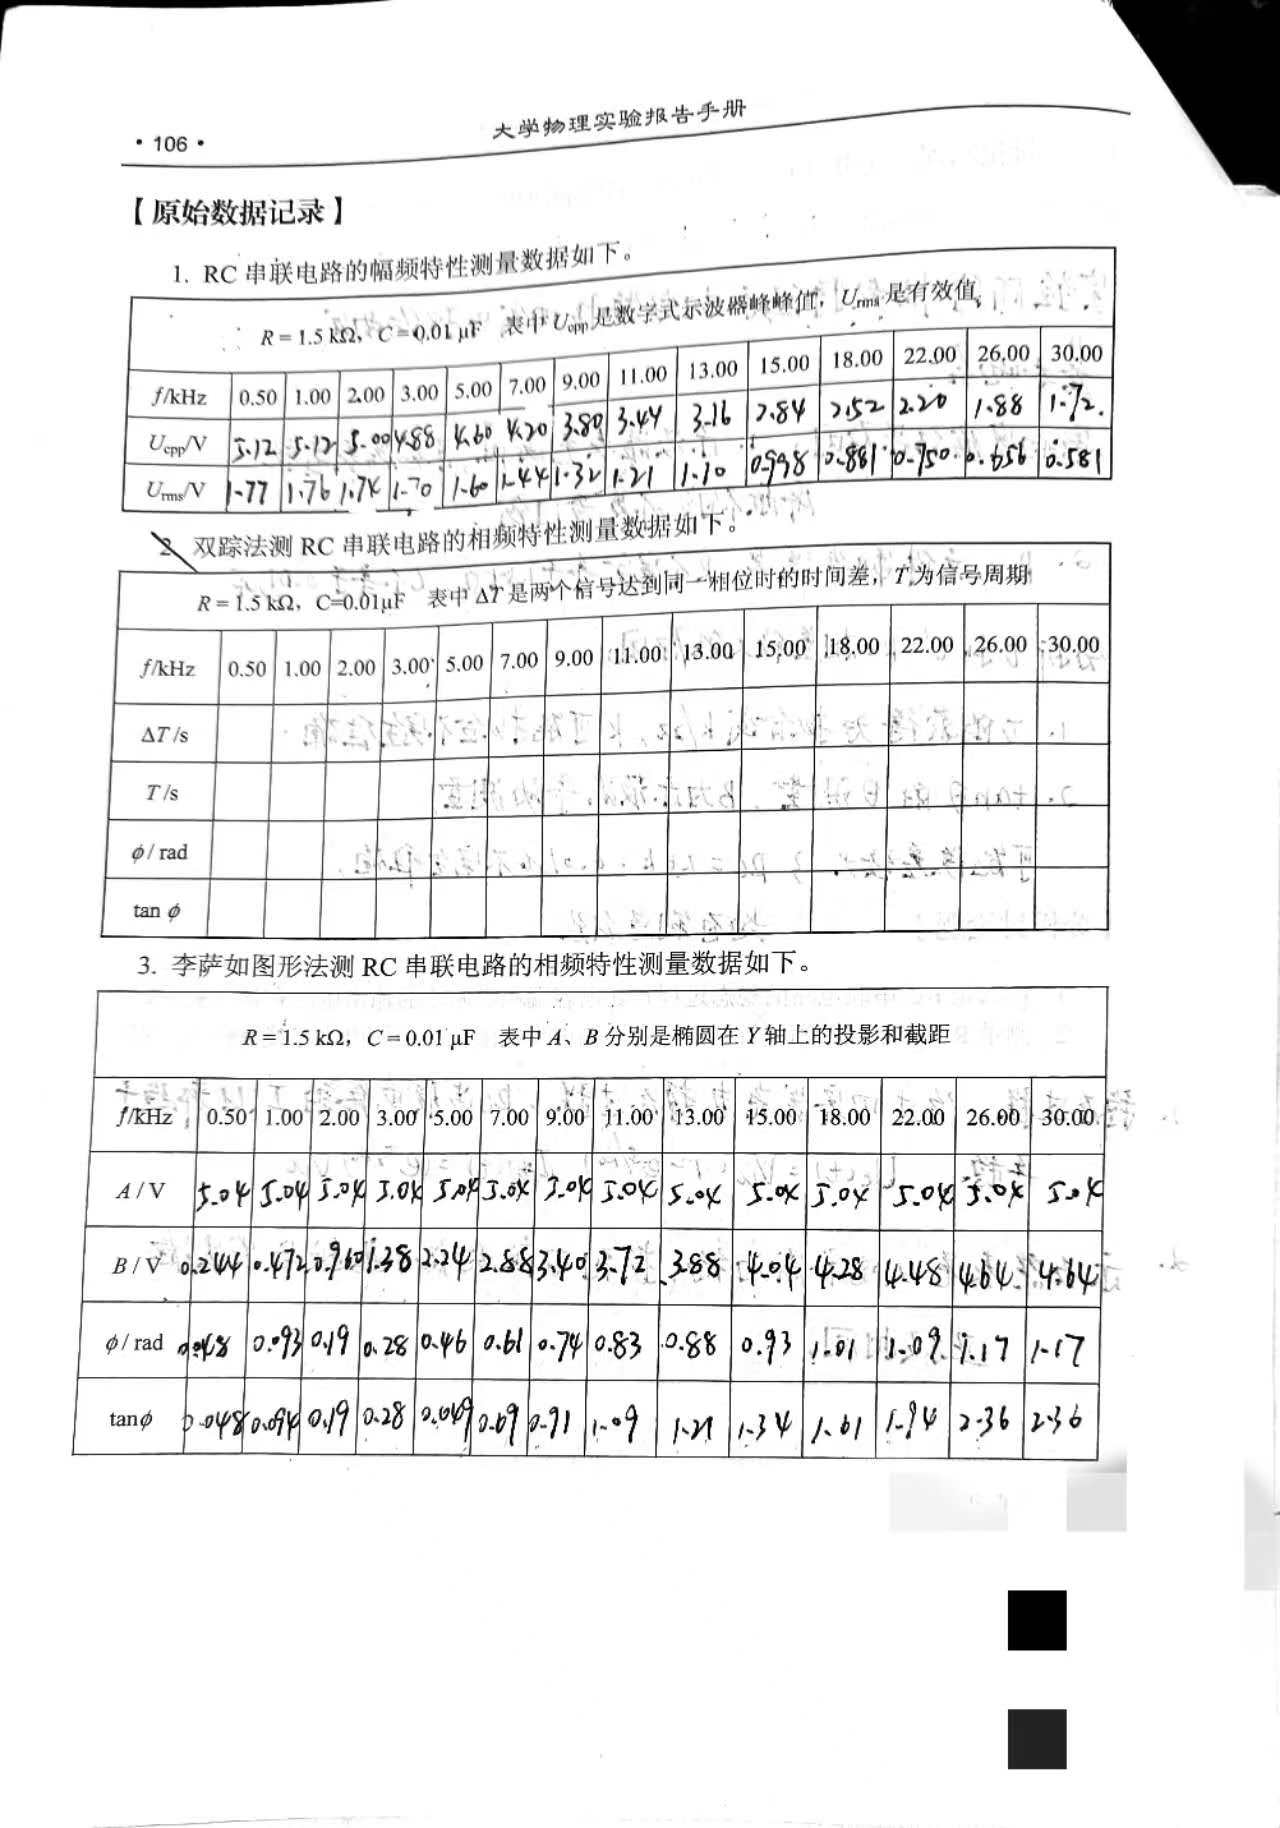 • 106 •
大学物理实验报告手册
【原始数据记录】
1. RC 串联电路的幅频特性测量数据如下。
R = 1.5 kΩ, C = 0.01 μF 表中 Ucpp 是数字式示波器峰峰值, Urms 是有效值
f/kHz 0.50 1.00 2.00 3.00 5.00 7.00 9.00 11.00 13.00 15.00 18.00 22.00 26.00 30.00
Ucpp/V 5.12 5.12 5.00 4.88 4.60 4.20 3.80 3.44 3.16 2.84 2.52 2.20 1.88 1.72.
Urms/V 1.77 1.76 1.74 1.70 1.60 1.44 1.32 1.21 1.10 0.998 0.881 0.750 0.656 0.581
2. 双踪法测 RC 串联电路的相频特性测量数据如下。
R = 1.5 kΩ, C=0.01μF 表中 ΔT 是两个信号达到同一相位时的时间差, T 为信号周期
f/kHz 0.50 1.00 2.00 3.00 5.00 7.00 9.00 11.00 13.00 15.00 18.00 22.00 26.00 30.00
ΔT /s
T /s
ϕ / rad
tan ϕ
3. 李萨如图形法测 RC 串联电路的相频特性测量数据如下。
R = 1.5 kΩ, C = 0.01 μF 表中 A、B 分别是椭圆在 Y 轴上的投影和截距
f/kHz 0.50 1.00 2.00 3.00 5.00 7.00 9.00 11.00 13.00 15.00 18.00 22.00 26.00 30.00
A / V 5.04 5.04 5.04 5.04 5.04 5.04 5.04 5.04 5.04 5.04 5.04 5.04 5.04 5.04
B / V 0.244 0.472 0.960 1.38 2.24 2.88 3.40 3.72 3.88 4.04 4.28 4.48 4.64 4.64
ϕ / rad 0.048 0.093 0.19 0.28 0.46 0.61 0.74 0.83 0.88 0.93 1.01 1.09 1.17 1.17
tanϕ 0.048 0.094 0.19 0.28 0.049 0.69 0.91 1.09 1.21 1.34 1.61 1.94 2.36 2.36